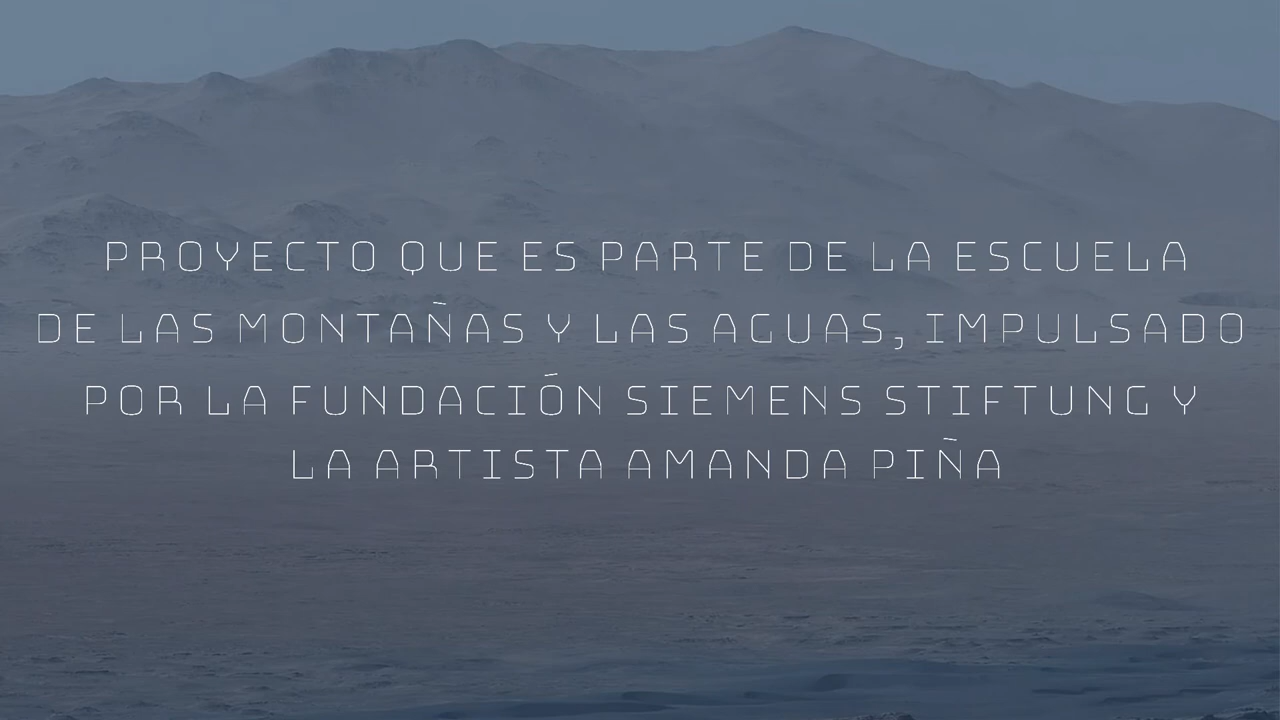 PROYECTO QUE ES PARTE DE LA ESCUELA
DE LAS MONTAÑAS Y LAS AGUAS, IMPULSADO
POR LA FUNDACIÓN SIEMENS STIFTUNG Y
LA ARTISTA AMANDA PIÑA